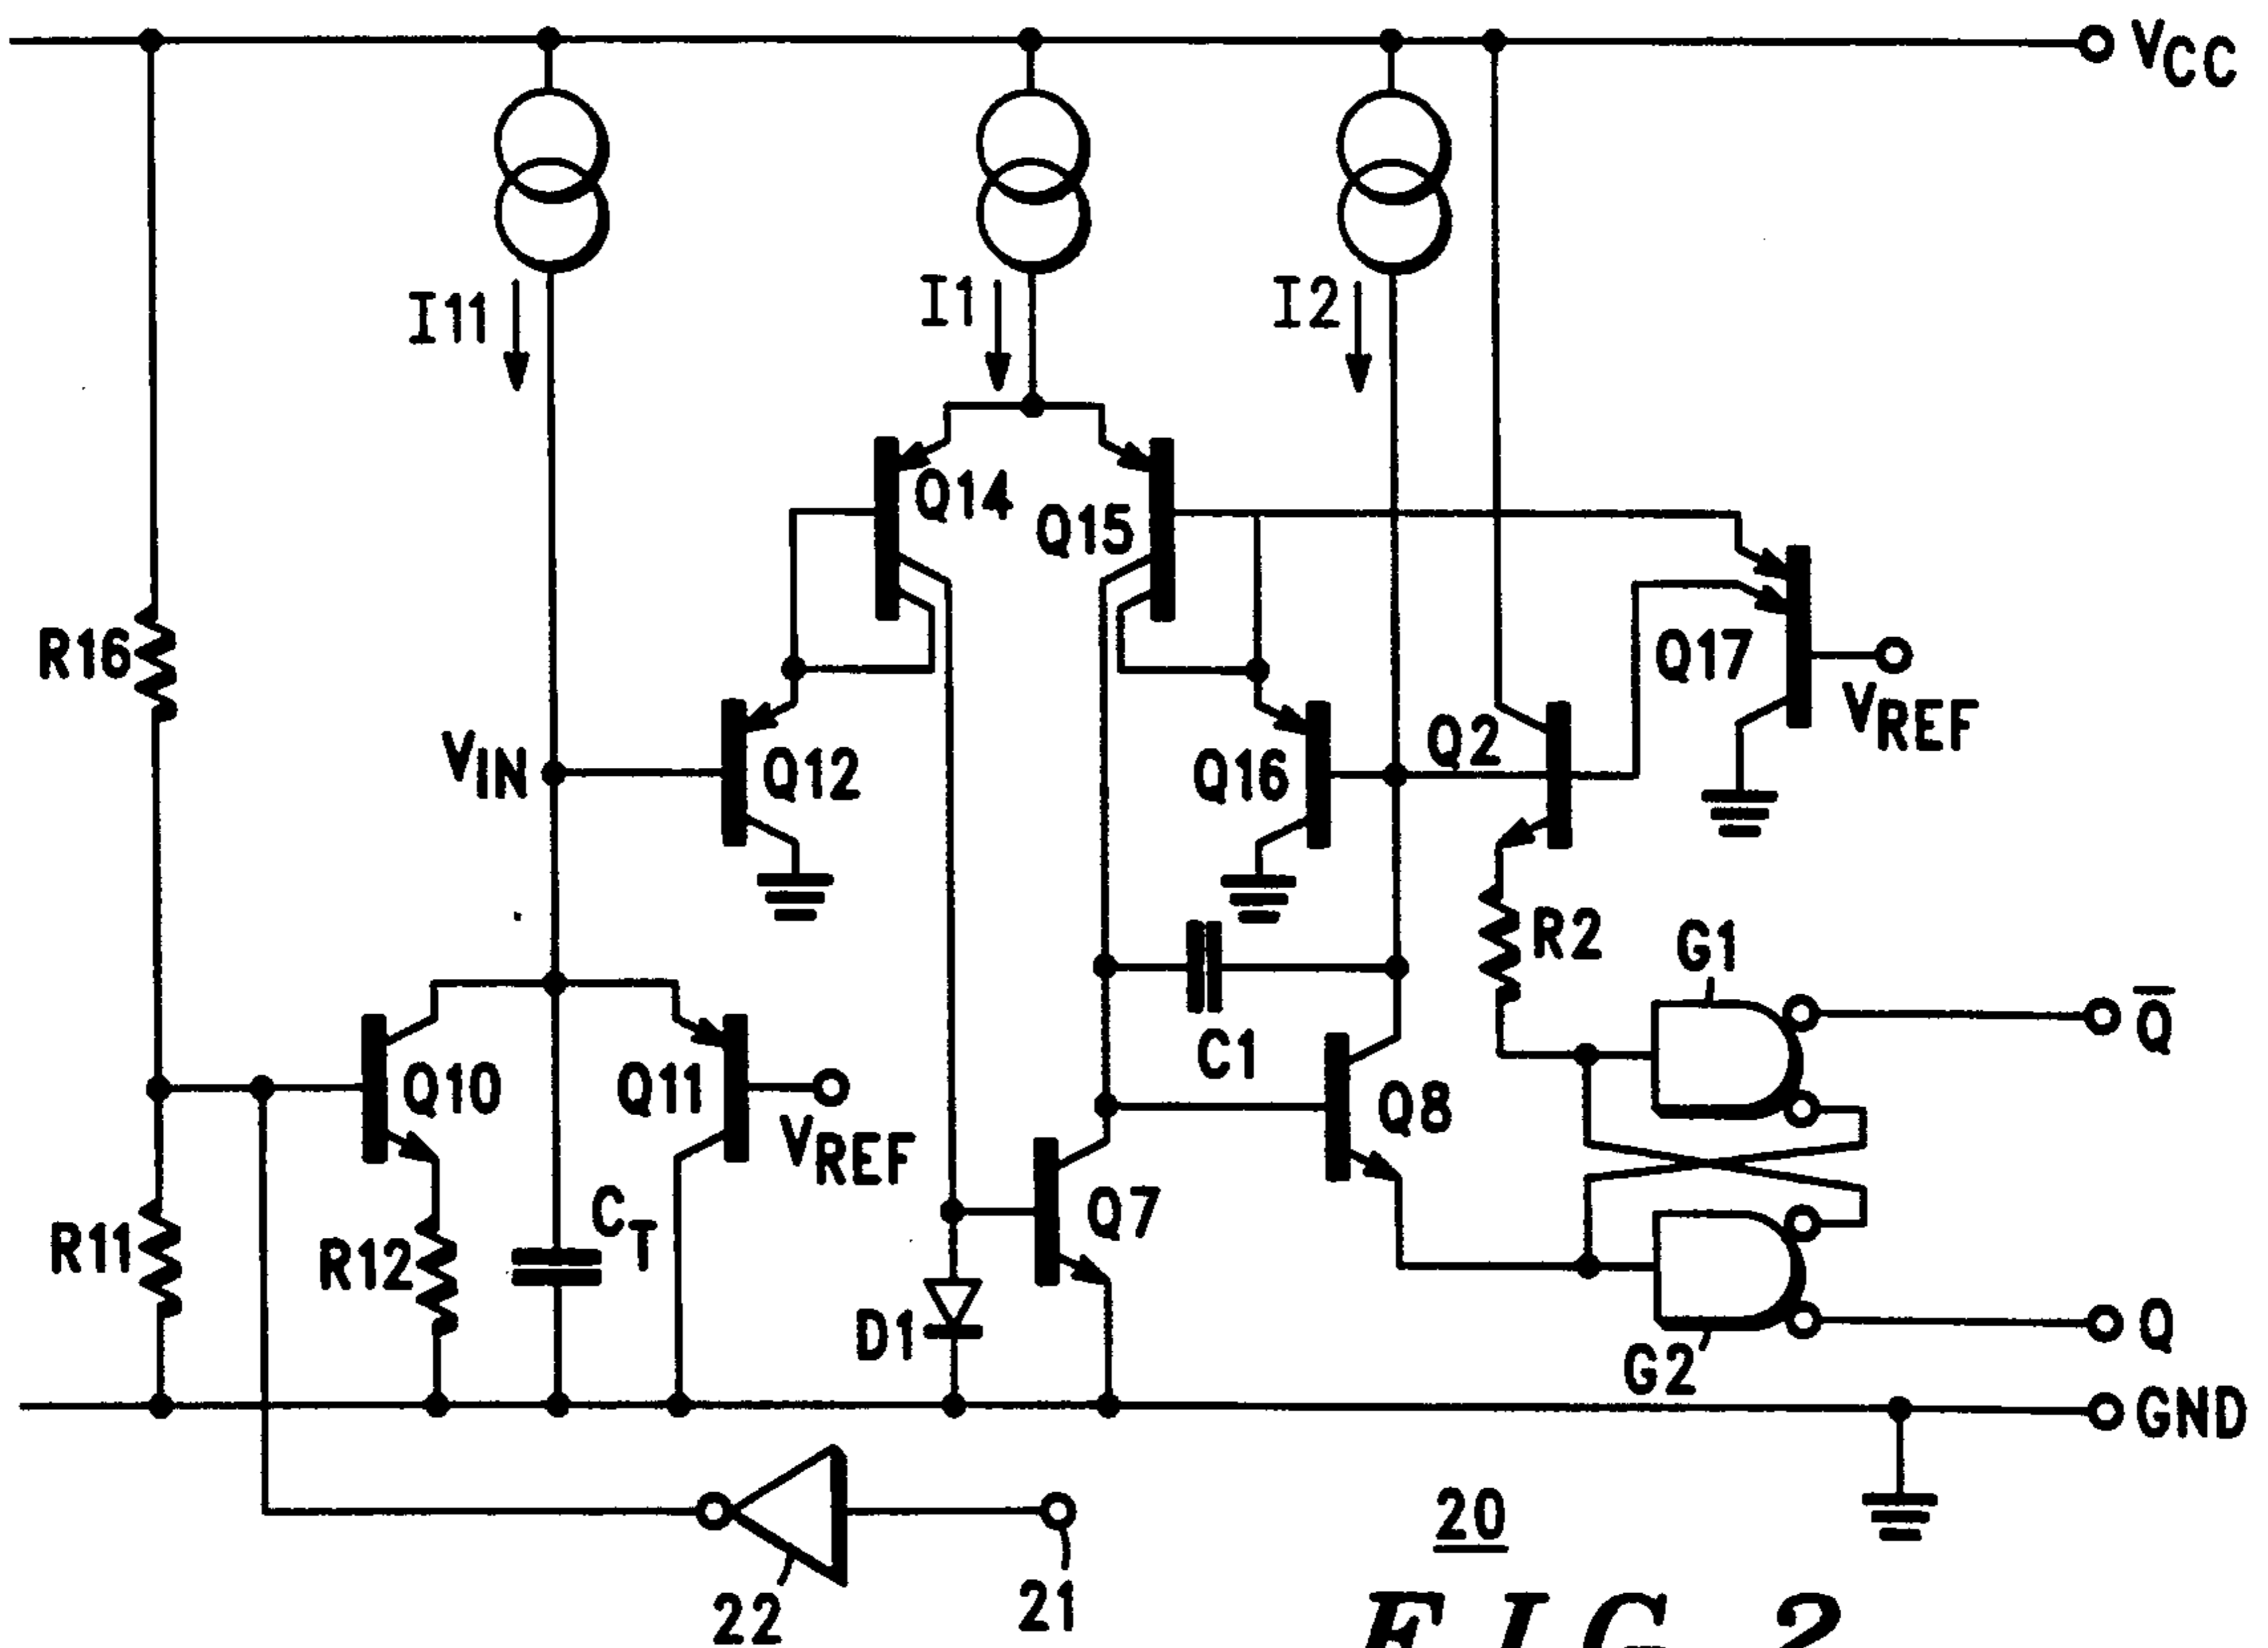 VCC
I11
I1
I2
Q14
Q15
R16
Q17
VREF
VIN
Q12
Q16
Q2
R2
G1
Q̅
C1
Q10
Q11
Q8
VREF
CT
Q7
R11
R12
D1
G2
Q
GND
22
21
20
FIG 2